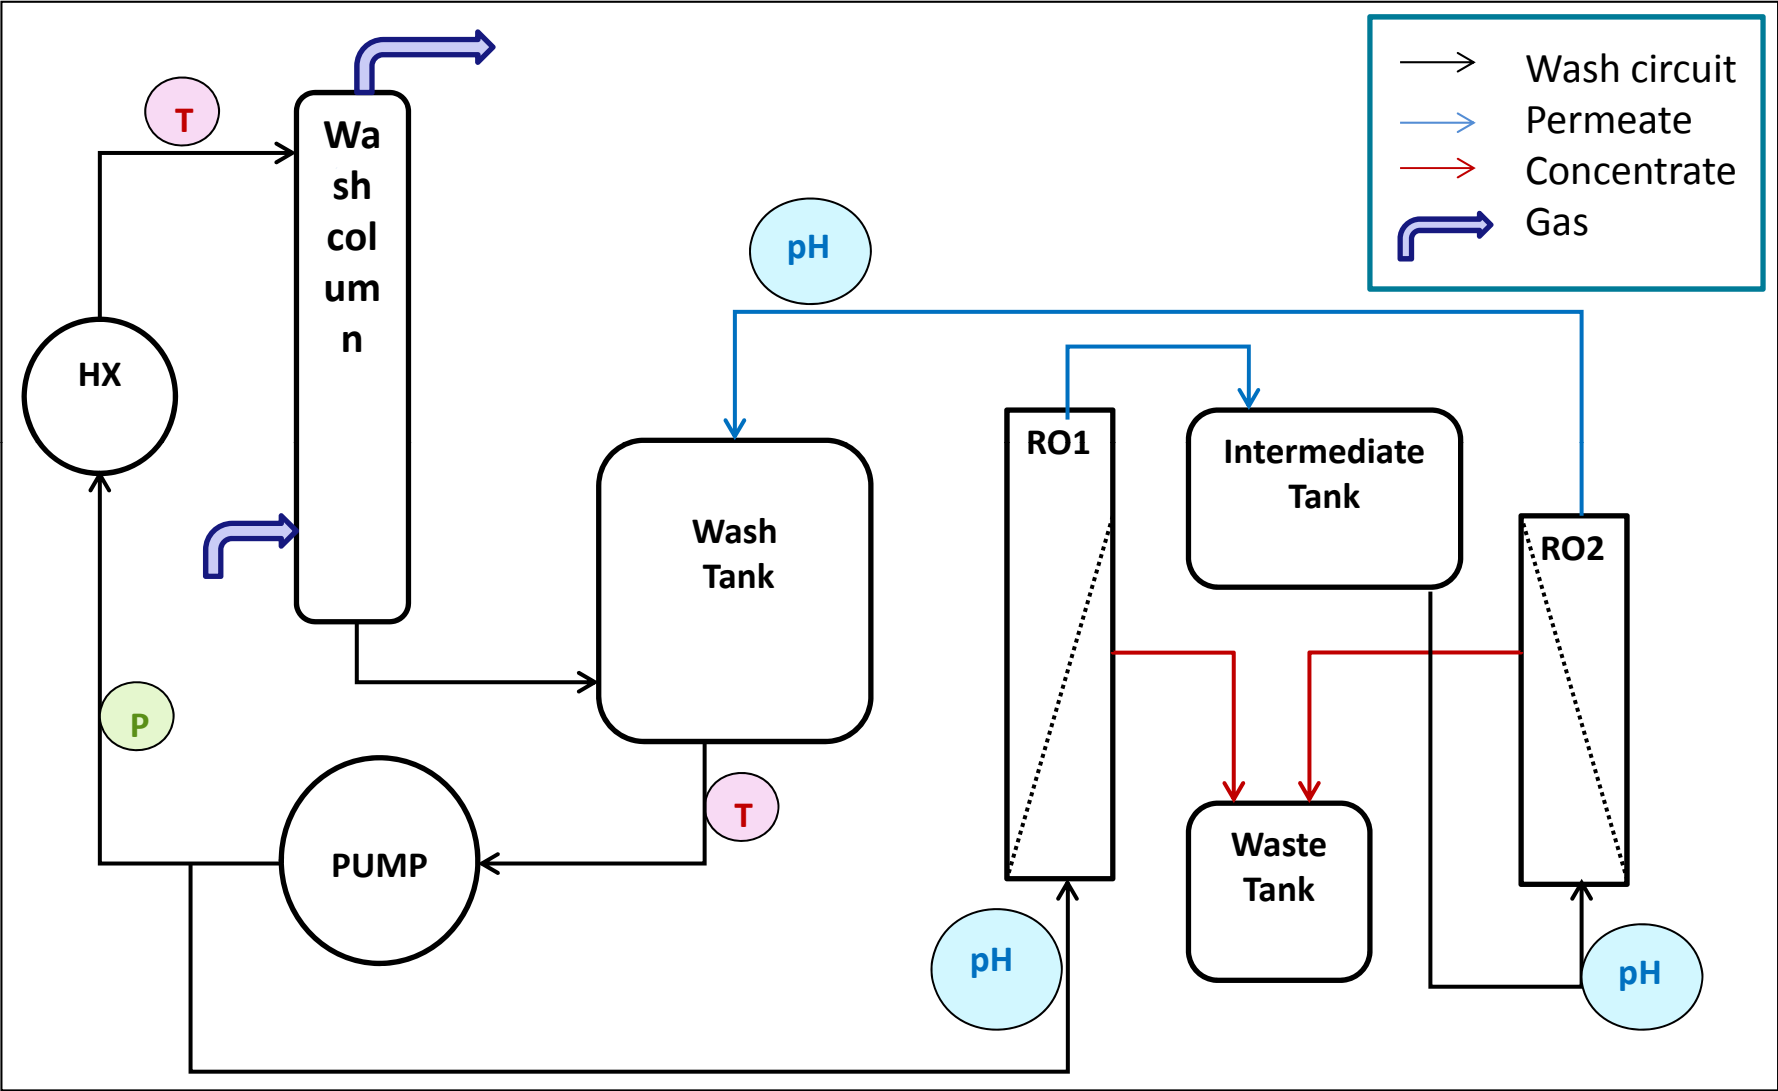 T
Wa
sh
col
um
n
Wash circuit
Permeate
Concentrate
Gas
pH
HX
RO1
Intermediate
Tank
Wash
Tank
RO2
P
T
PUMP
Waste
Tank
pH
pH